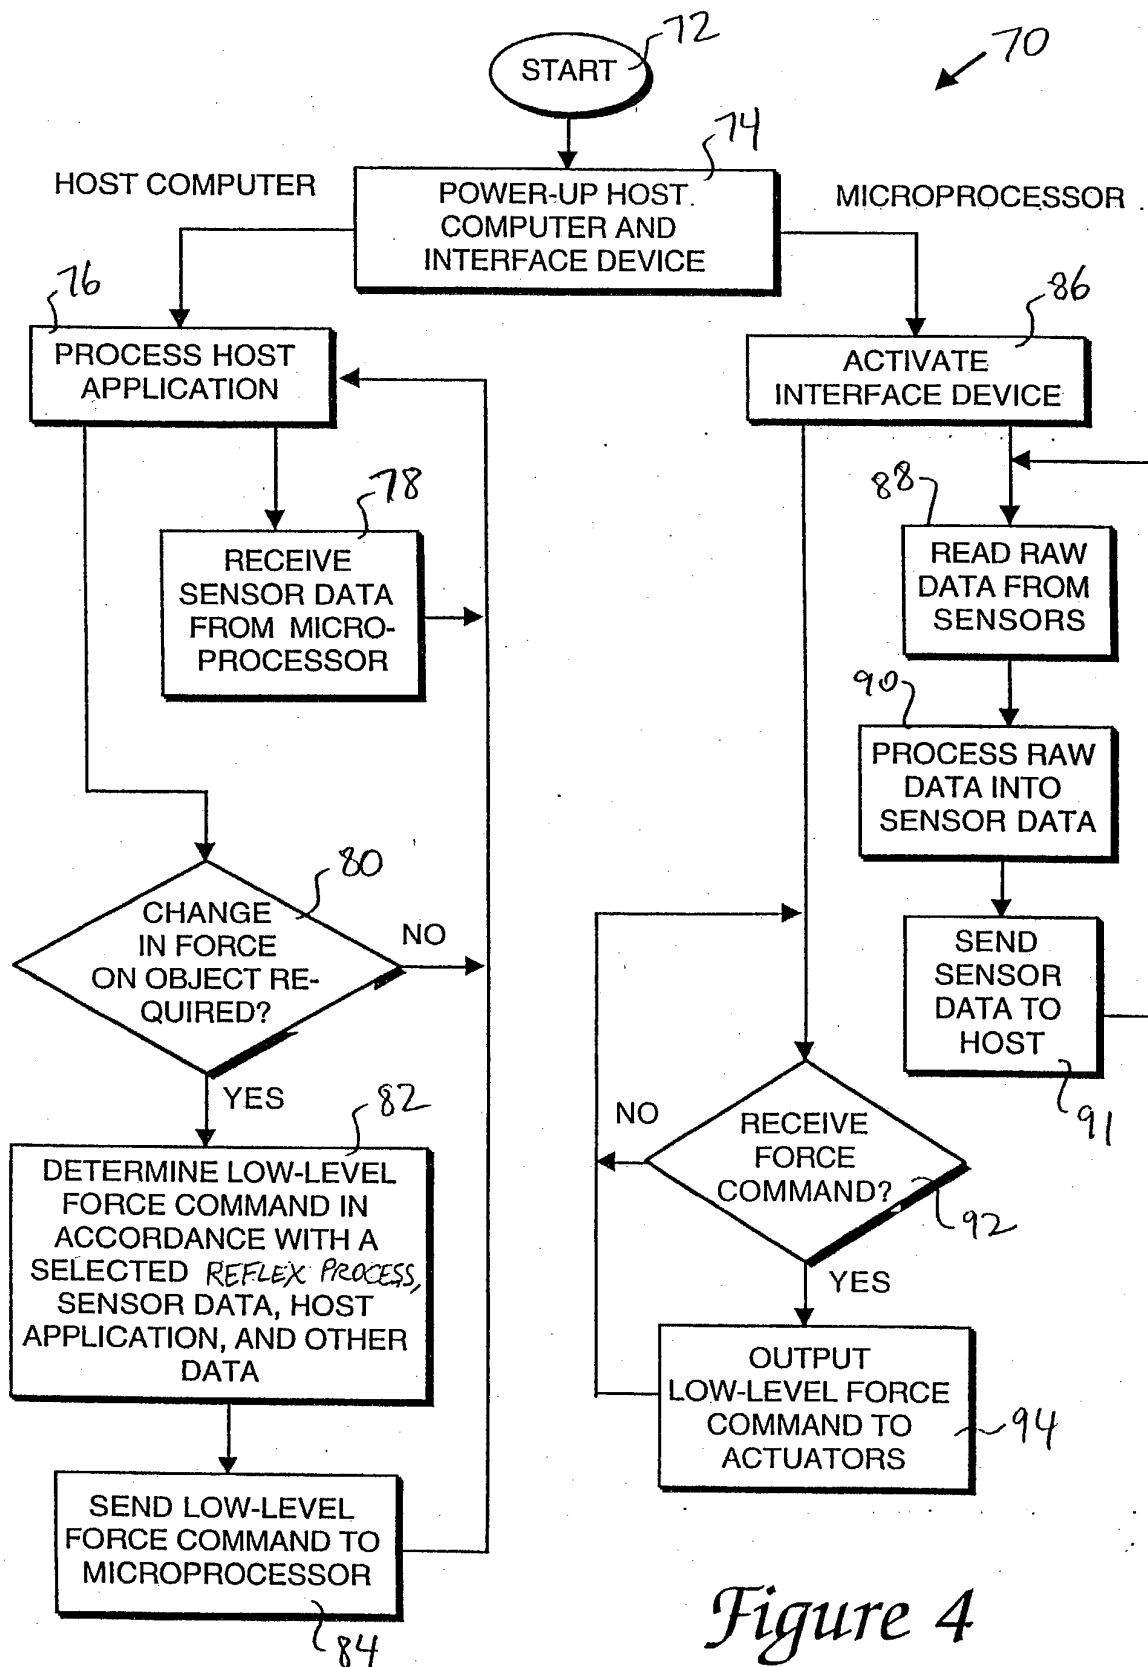 72
START
70
74
HOST COMPUTER
POWER-UP HOST
COMPUTER AND
INTERFACE DEVICE
MICROPROCESSOR
76
PROCESS HOST
APPLICATION
86
ACTIVATE
INTERFACE DEVICE
78
RECEIVE
SENSOR DATA
FROM MICRO-
PROCESSOR
88
READ RAW
DATA FROM
SENSORS
90
PROCESS RAW
DATA INTO
SENSOR DATA
80
CHANGE
IN FORCE
ON OBJECT RE-
QUIRED?
NO
YES
SEND
SENSOR
DATA TO
HOST
91
82
DETERMINE LOW-LEVEL
FORCE COMMAND IN
ACCORDANCE WITH A
SELECTED REFLEX PROCESS,
SENSOR DATA, HOST
APPLICATION, AND OTHER
DATA
NO
RECEIVE
FORCE
COMMAND?
92
YES
OUTPUT
LOW-LEVEL FORCE
COMMAND TO
ACTUATORS
94
SEND LOW-LEVEL
FORCE COMMAND TO
MICROPROCESSOR
84
Figure 4